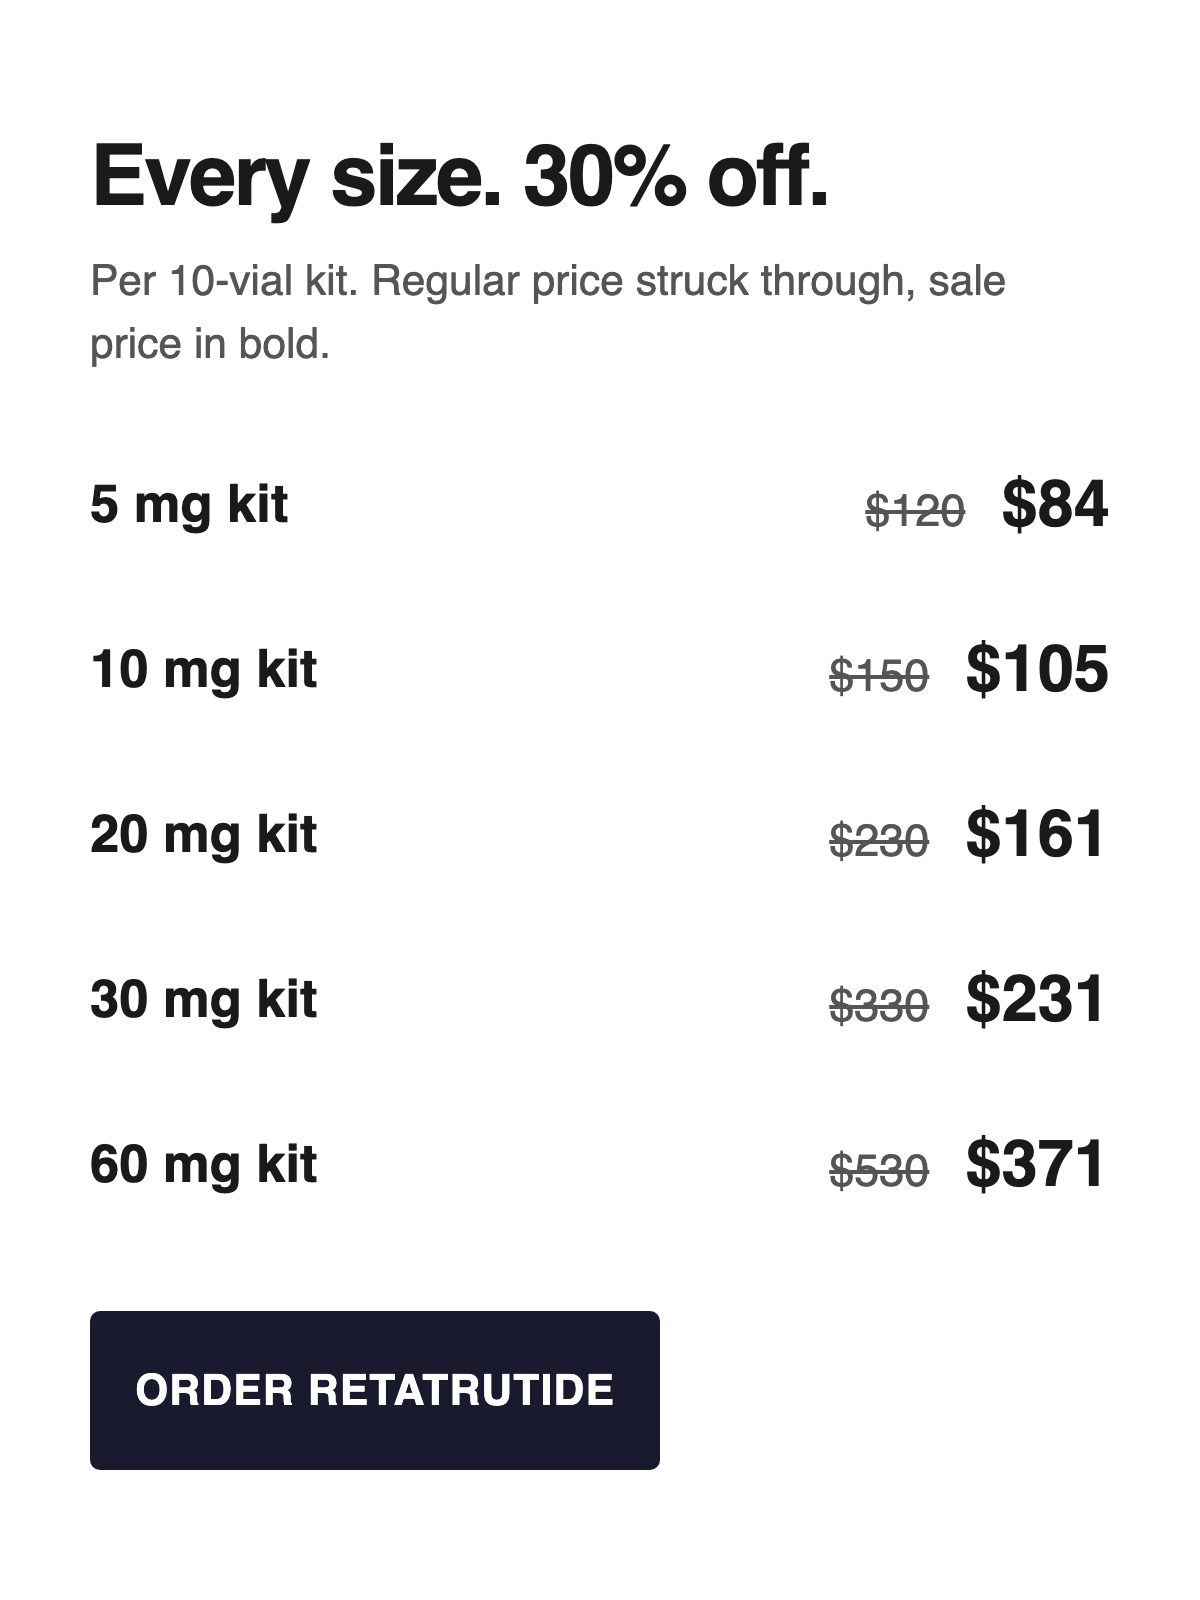 Every size. 30% off.
Per 10-vial kit. Regular price struck through, sale
price in bold.
5 mg kit $120 $84
10 mg kit $150 $105
20 mg kit $230 $161
30 mg kit $330 $231
60 mg kit $530 $371
ORDER RETATRUTIDE